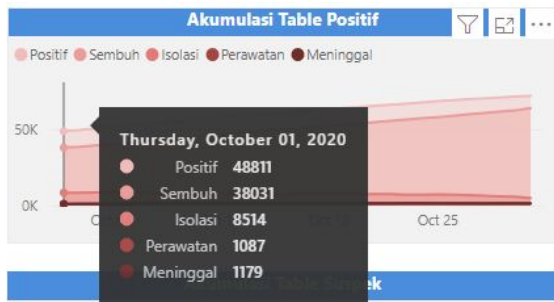 Akumulasi Table Positif
Positif Sembuh Isolasi Perawatan Meninggal
50K
0K
Thursday, October 01, 2020
Positif 48811
Sembuh 38031
Isolasi 8514
Perawatan 1087
Meninggal 1179
Oct 25